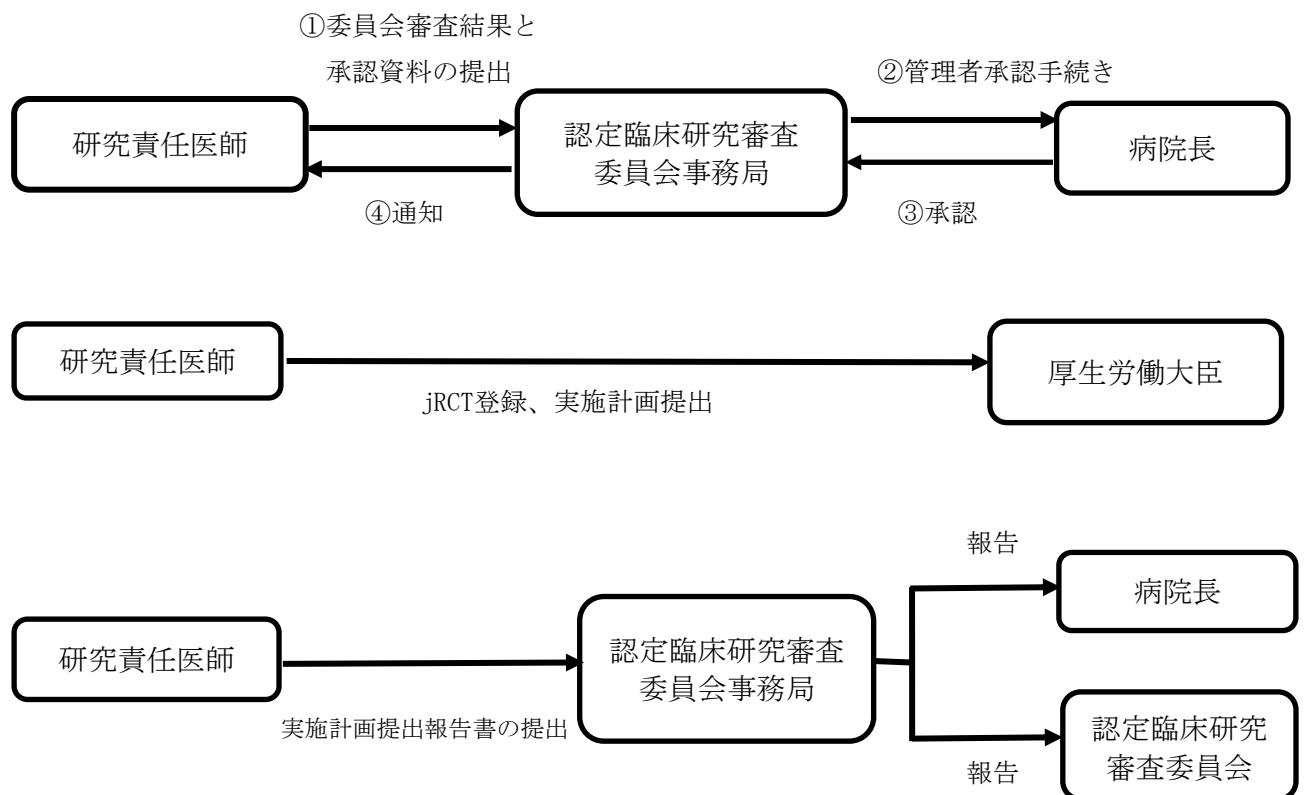 ①委員会審査結果と
承認資料の提出
②管理者承認手続き
研究責任医師
認定臨床研究審査
委員会事務局
病院長
④通知
③承認
研究責任医師
厚生労働大臣
jRCT登録、実施計画提出
報告
病院長
研究責任医師
認定臨床研究審査
委員会事務局
実施計画提出報告書の提出
認定臨床研究
審査委員会
報告